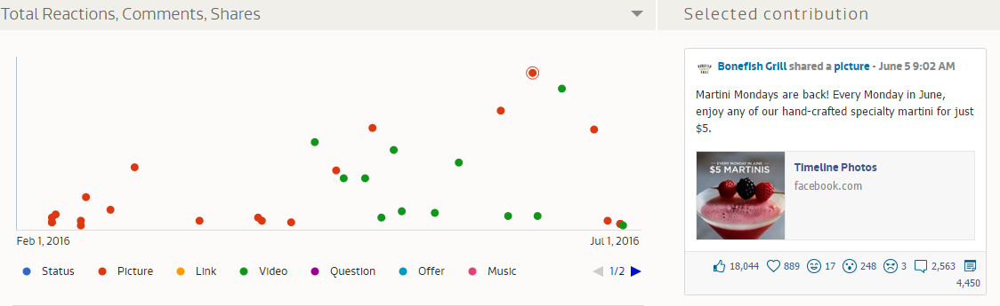 Total Reactions, Comments, Shares
Selected contribution
Bonefish Grill shared a picture - June 5 9:02 AM
Martini Mondays are back! Every Monday in June,
enjoy any of our hand-crafted specialty martini for just
$5.
EVERY MONDAY IN JUNE
$5 MARTINIS
Timeline Photos
facebook.com
18,044 889 17 248 3 2,563
4,450
Feb 1, 2016 Jul 1, 2016
Status Picture Link Video Question Offer Music 1/2